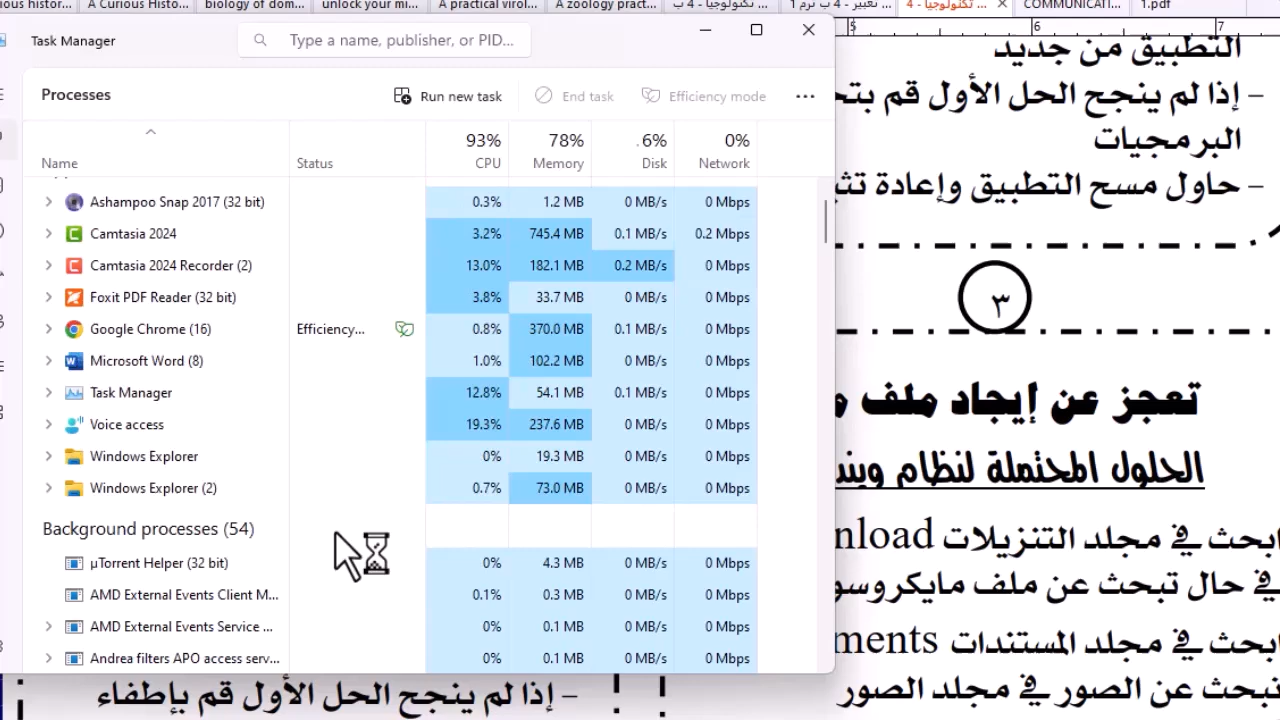 A Curious Histo...
biology of dom...
unlock your mi...
A practical virol...
A zoology pract...
تكنولوجيا - 4 ب ...
تعبير - 4 ب ترم 1 ...
تكنولوجيا - 4 ...
COMMUNICATI...
1.pdf
Task Manager
Type a name, publisher, or PID...
Processes
Run new task
End task
Efficiency mode
93% 78% 6% 0%
Name Status CPU Memory Disk Network
Ashampoo Snap 2017 (32 bit) 0.3% 1.2 MB 0 MB/s 0 Mbps
Camtasia 2024 3.2% 745.4 MB 0.1 MB/s 0.2 Mbps
Camtasia 2024 Recorder (2) 13.0% 182.1 MB 0.2 MB/s 0 Mbps
Foxit PDF Reader (32 bit) 3.8% 33.7 MB 0 MB/s 0 Mbps
Google Chrome (16) Efficiency... 0.8% 370.0 MB 0.1 MB/s 0 Mbps
Microsoft Word (8) 1.0% 102.2 MB 0 MB/s 0 Mbps
Task Manager 12.8% 54.1 MB 0.1 MB/s 0 Mbps
Voice access 19.3% 237.6 MB 0 MB/s 0 Mbps
Windows Explorer 0% 19.3 MB 0 MB/s 0 Mbps
Windows Explorer (2) 0.7% 73.0 MB 0 MB/s 0 Mbps
Background processes (54)
µTorrent Helper (32 bit) 0% 4.3 MB 0 MB/s 0 Mbps
AMD External Events Client M... 0.1% 0.3 MB 0 MB/s 0 Mbps
AMD External Events Service ... 0% 0.1 MB 0 MB/s 0 Mbps
Andrea filters APO access serv... 0% 0.1 MB 0 MB/s 0 Mbps
5 6 7
التطبيق من جديد
– إذا لم ينجح الحل الأول قم
البرمجيات
– حاول مسح التطبيق وإعادة
٣
تعجز عن إيجاد ملف
الحلول المحتملة لنظام
ابحث في مجلد التنزيلات
في حال تبحث عن ملف
ابحث في مجلد المستندات
تبحث عن الصور في مجلد الصور
– إذا لم ينجح الحل الأول قم بإطفاء